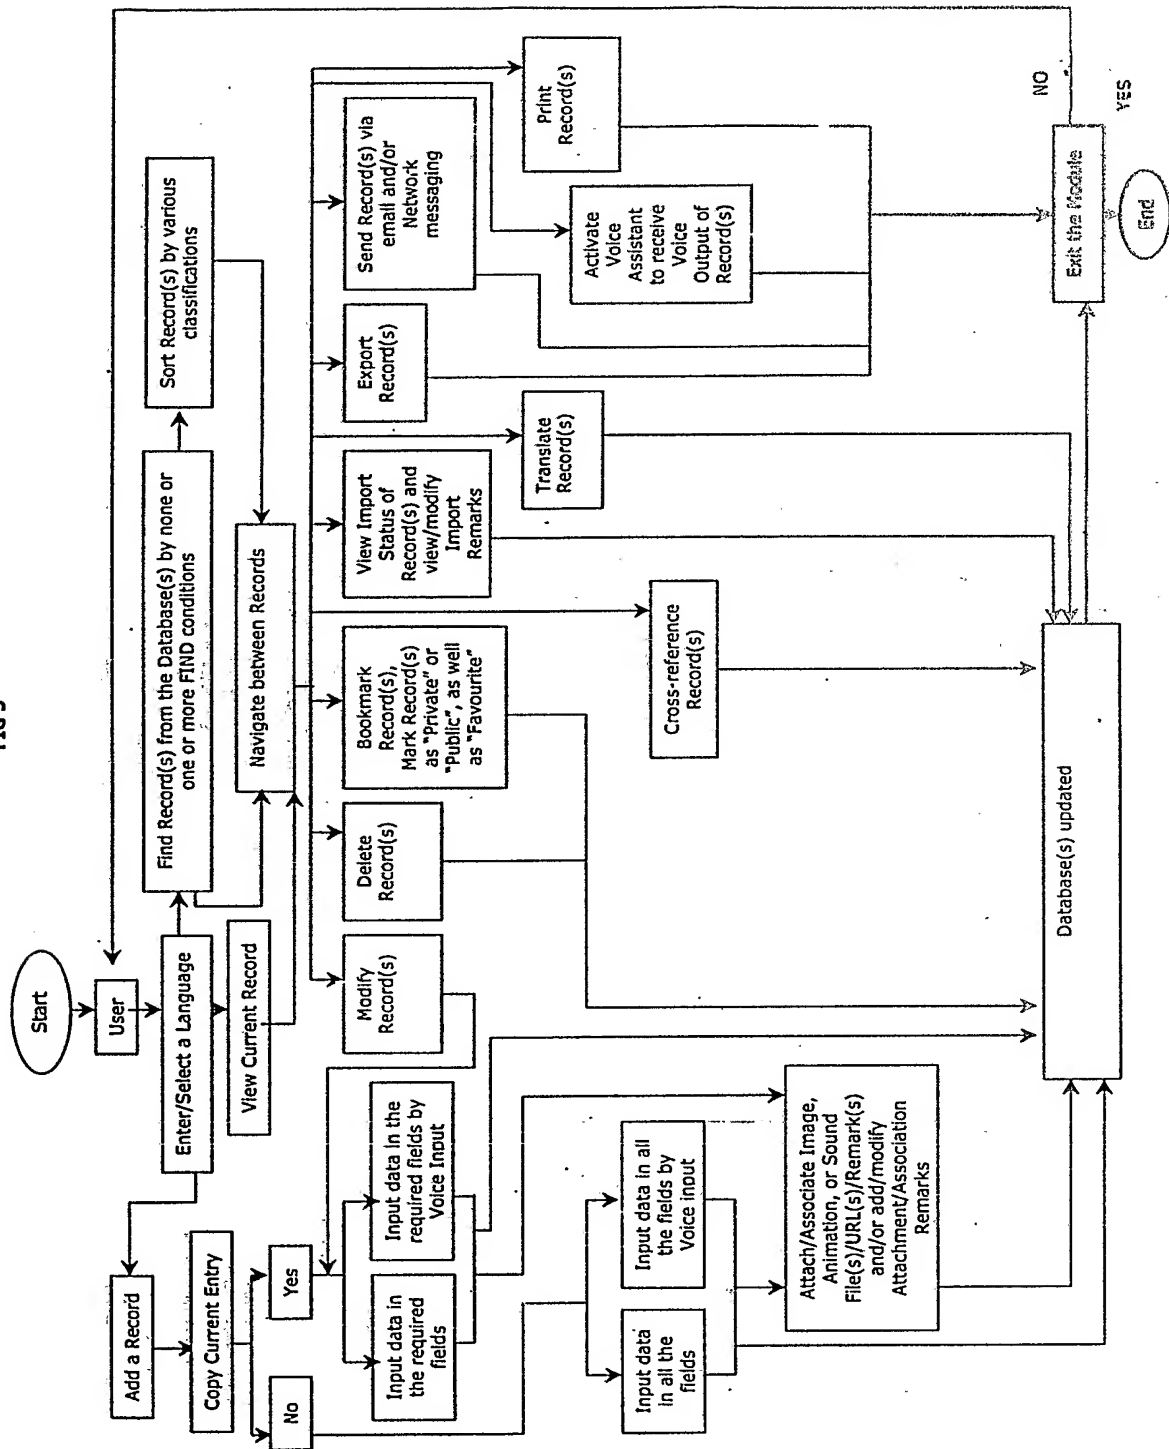 FIG 5
Start
User
Enter/Select a Language
View Current Record
Find Record(s) from the Database(s) by none or
one or more FIND conditions
Sort Record(s) by various
classifications
Navigate between Records
Add a Record
Copy Current Entry
No
Yes
Modify
Record(s)
Delete
Record(s)
Bookmark
Record(s),
Mark Record(s)
as "Private" or
"Public", as well
as "Favourite"
View Import
Status of
Record(s) and
view/modify
Import
Remarks
Export
Record(s)
Send Record(s) via
email and/or
Network
messaging
Input data in
the required
fields
Input data in the
required fields by
Voice Input
Cross-reference
Record(s)
Translate
Record(s)
Activate
Voice
Assistant
to receive
Voice
Output of
Record(s)
Print
Record(s)
Input data
in all the
fields
Input data in all
the fields by
Voice input
Attach/Associate Image,
Animation, or Sound
File(s)/URL(s)/Remark(s)
and/or add/modify
Attachment/Association
Remarks
Database(s) updated
Exit the Module
NO
YES
End